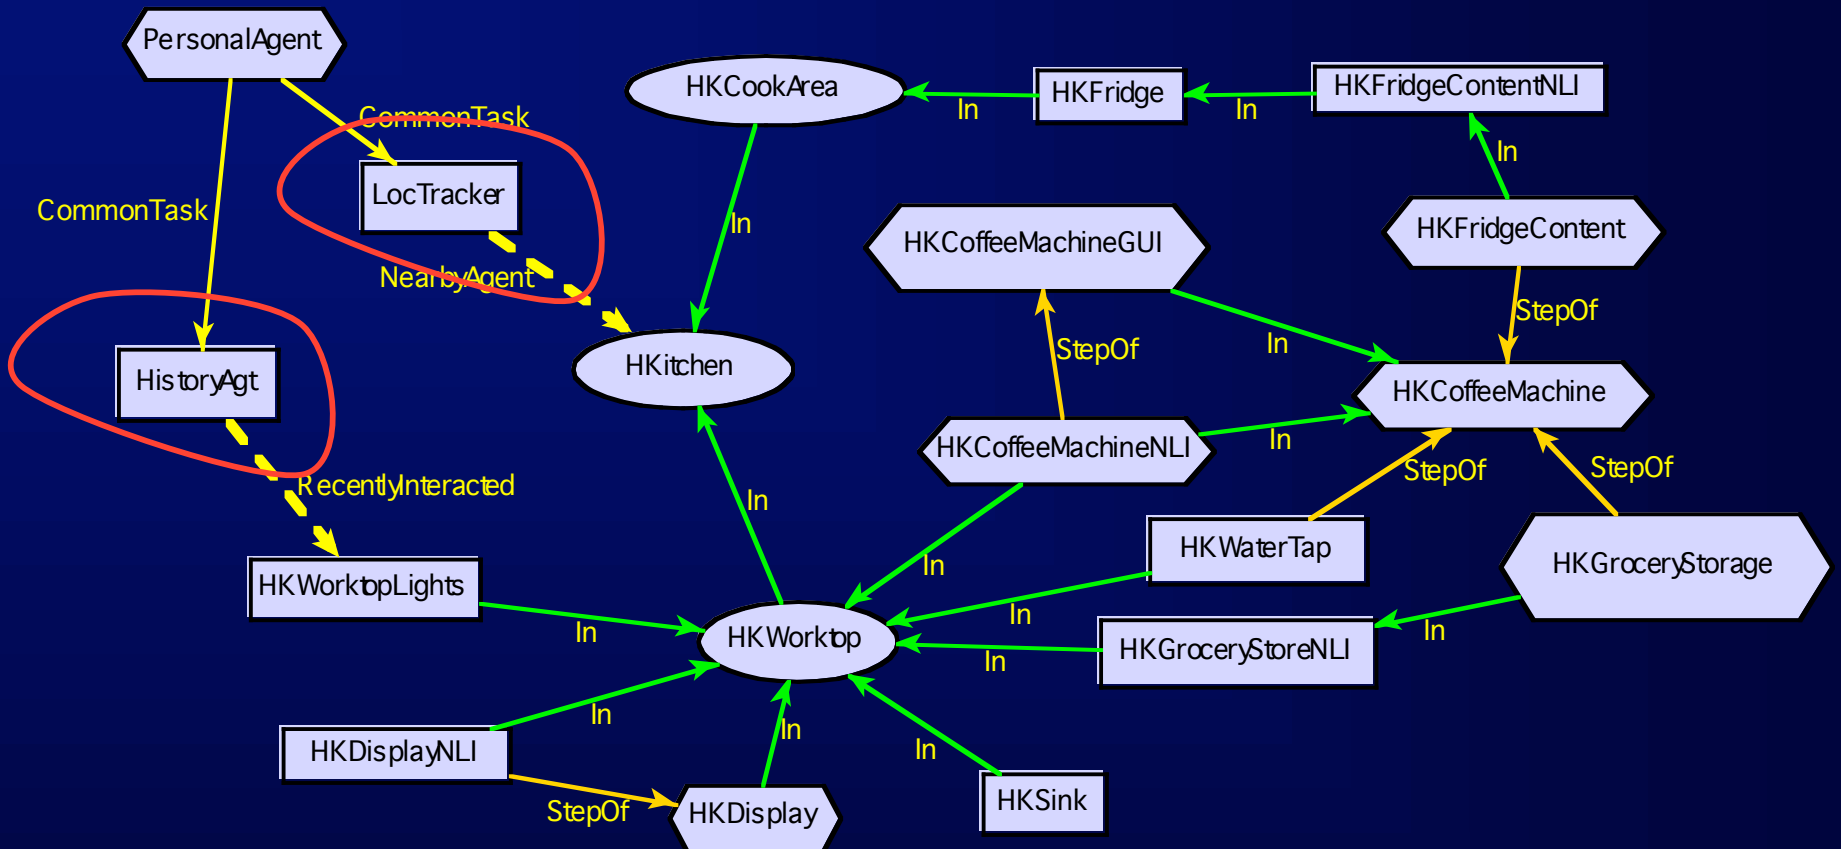 PersonalAgent
HKCookArea
In
HKFridge
In
HKFridgeContentNLI
CommonTask
In
LocTracker
CommonTask
In
HKCoffeeMachineGUI
HKFridgeContent
NearbyAgent
StepOf
HKitchen
StepOf
In
HistoryAgt
HKCoffeeMachine
In
HKCoffeeMachineNLI
StepOf
StepOf
RecentlyInteracted
In
HKWaterTap
HKGroceryStorage
In
HKWorktopLights
In
In
HKWorktop
In
HKGroceryStoreNLI
In
In
In
In
HKDisplayNLI
StepOf
HKDisplay
HKSink